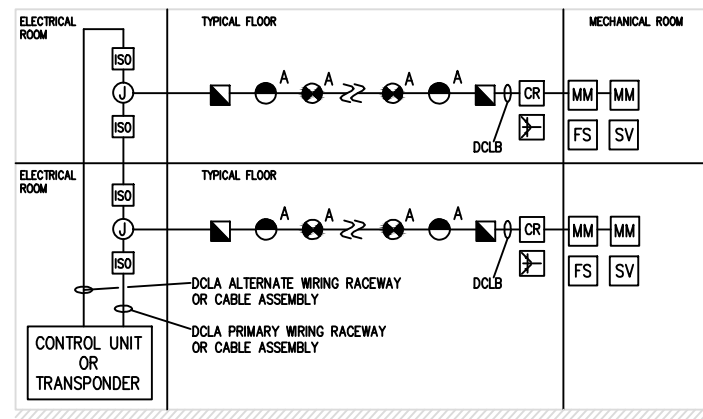 ELECTRICAL
ROOM
TYPICAL FLOOR
MECHANICAL ROOM
ISO
A
A
A
A
J
CR
MM
MM
DCLB
ISO
FS
SV
ELECTRICAL
ROOM
TYPICAL FLOOR
ISO
A
A
A
A
J
CR
MM
MM
ISO
DCLB
FS
SV
DCLA ALTERNATE WIRING RACEWAY
OR CABLE ASSEMBLY
DCLA PRIMARY WIRING RACEWAY
OR CABLE ASSEMBLY
CONTROL UNIT
OR
TRANSPONDER